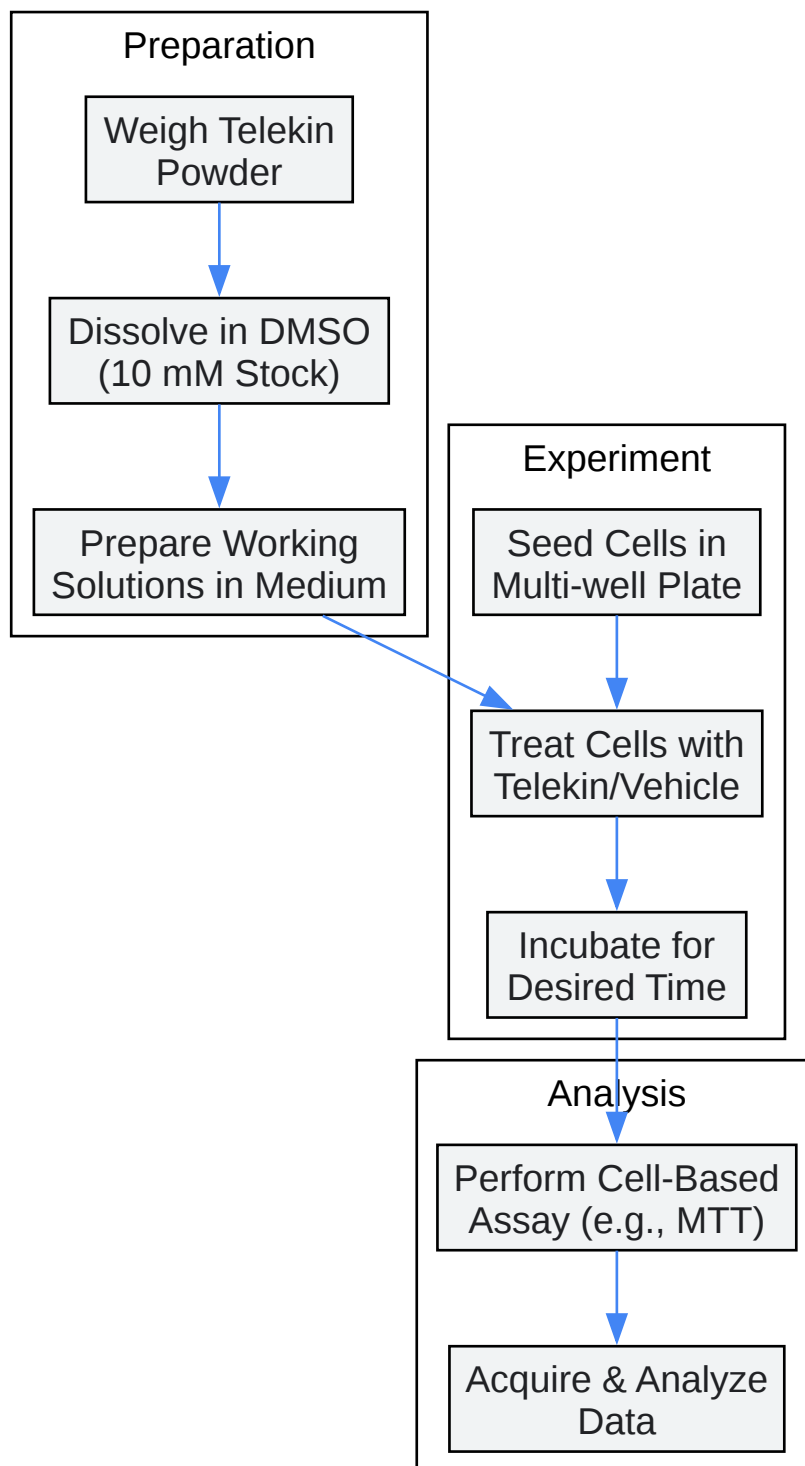 Preparation
Weigh Telekin
Powder
Dissolve in DMSO
(10 mM Stock)
Prepare Working
Solutions in Medium
Experiment
Seed Cells in
Multi-well Plate
Treat Cells with
Telekin/Vehicle
Incubate for
Desired Time
Analysis
Perform Cell-Based
Assay (e.g., MTT)
Acquire & Analyze
Data